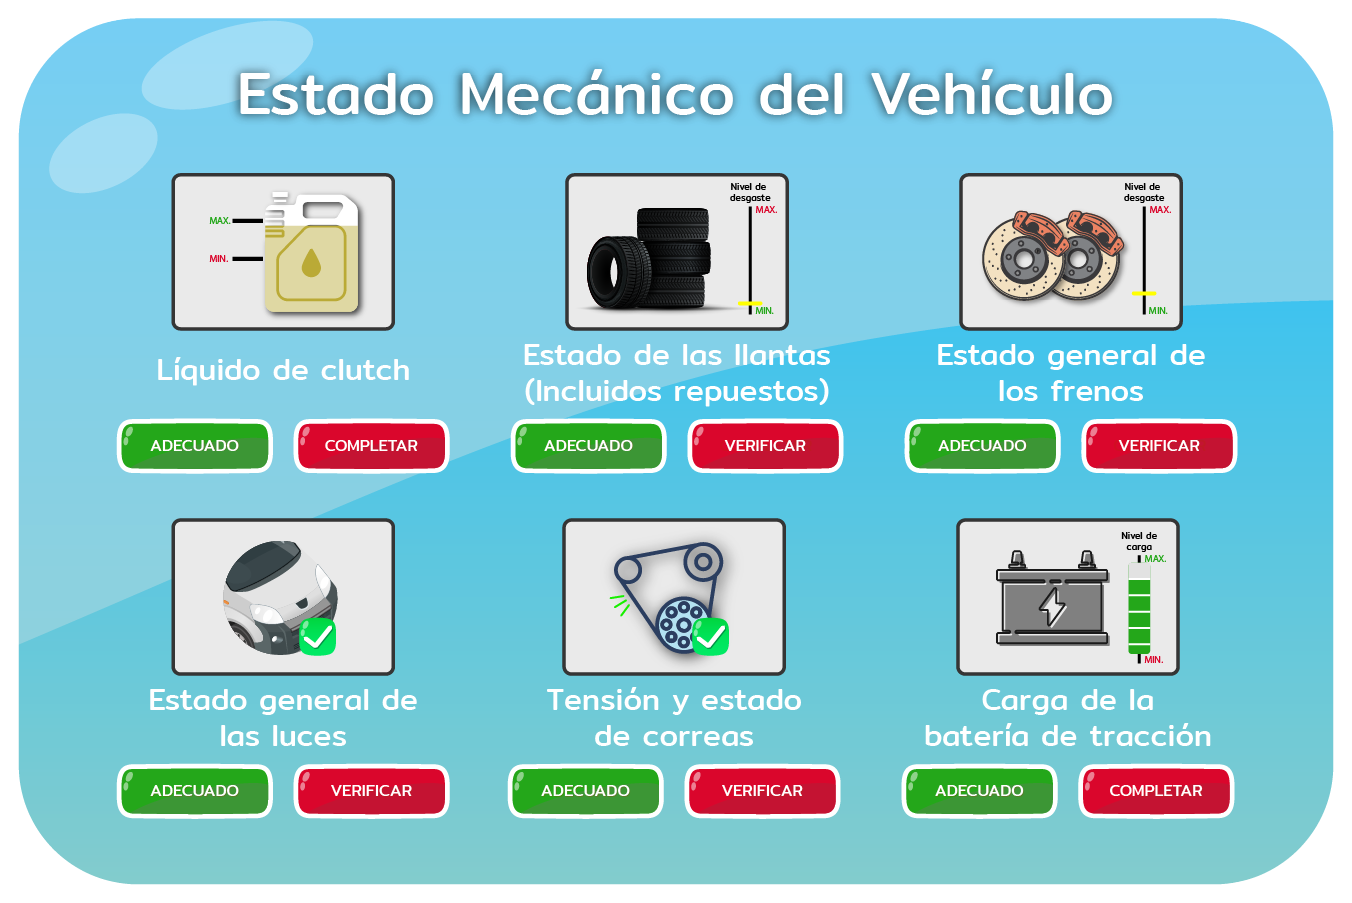 Estado Mecánico del Vehículo
MAX.
MIN.
Nivel de
desgaste
MAX.
MIN.
Nivel de
desgaste
MAX.
MIN.
Líquido de clutch
Estado de las llantas
(Incluidos repuestos)
Estado general de
los frenos
ADECUADO
COMPLETAR
ADECUADO
VERIFICAR
ADECUADO
VERIFICAR
Nivel de
carga
MAX.
MIN.
Estado general de
las luces
Tensión y estado
de correas
Carga de la
batería de tracción
ADECUADO
VERIFICAR
ADECUADO
VERIFICAR
ADECUADO
COMPLETAR